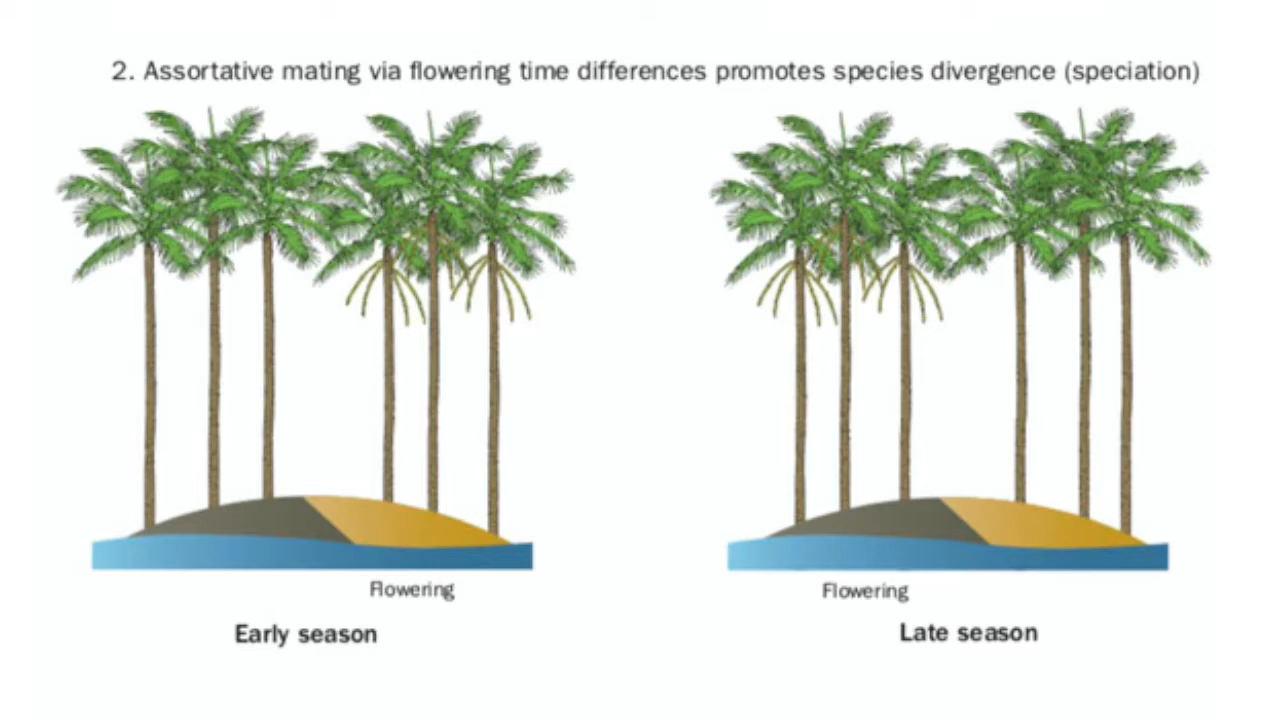 2. Assortative mating via flowering time differences promotes species divergence (speciation)
Flowering
Early season
Flowering
Late season